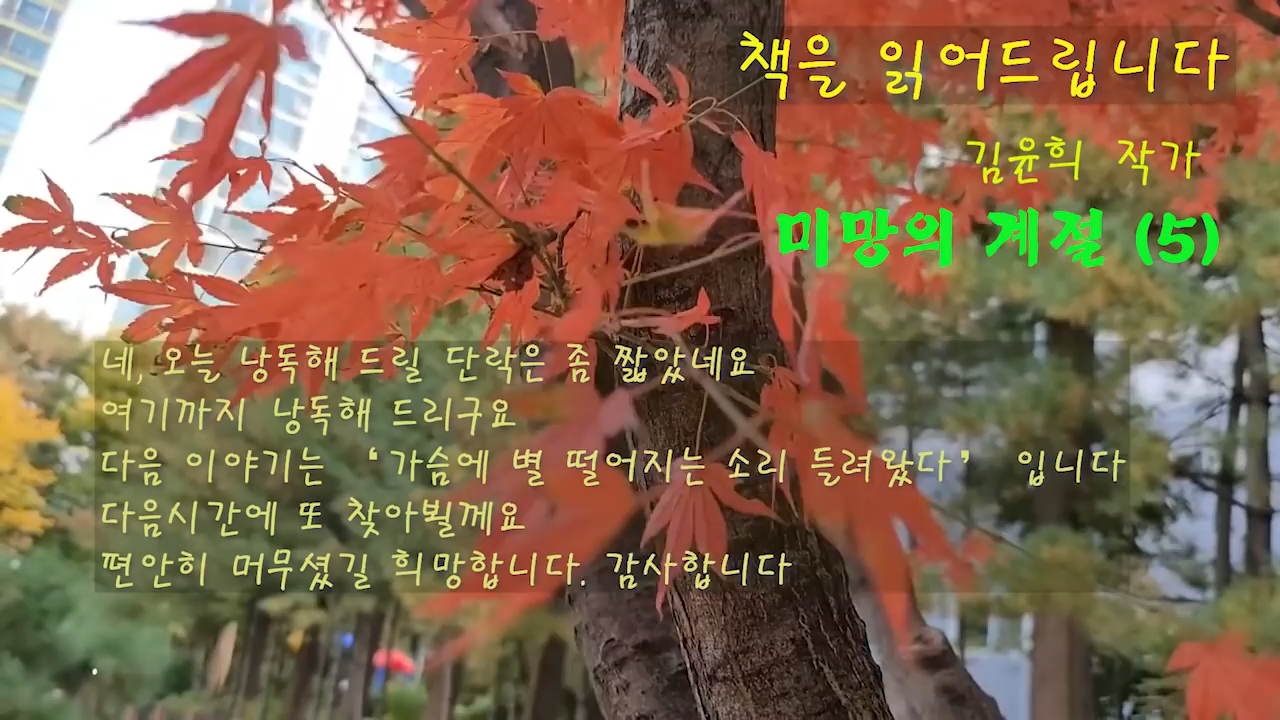 책을 읽어드립니다
김윤희 작가
미망의 계절 (5)
네, 오늘 낭독해 드릴 단락은 좀 짧았네요
여기까지 낭독해 드리구요
다음 이야기는 ‘가슴에 별 떨어지는 소리 들려왔다’ 입니다
다음시간에 또 찾아뵐께요
편안히 머무셨길 희망합니다. 감사합니다